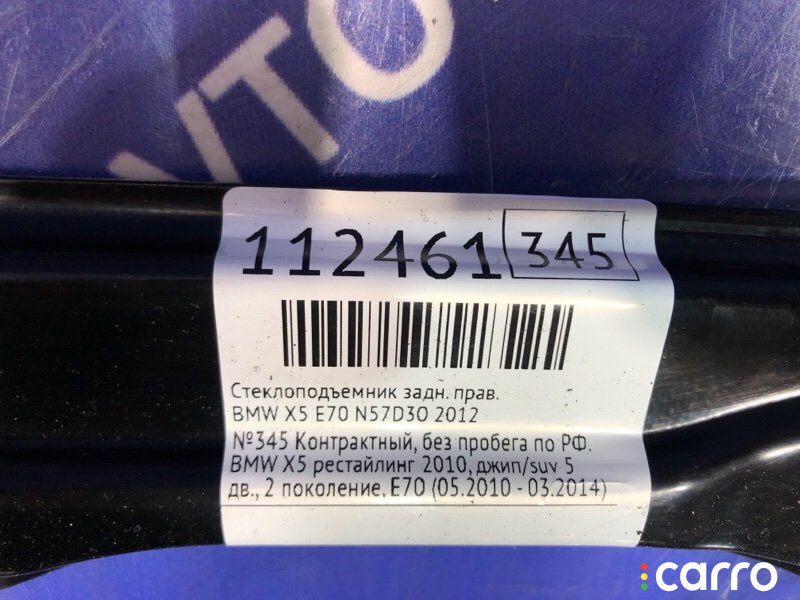 VTO
112461 345
Стеклоподъемник задн. прав.
BMW X5 E70 N57D30 2012
№345 Контрактный, без пробега по РФ.
BMW X5 рестайлинг 2010, джип/suv 5
дв., 2 поколение, E70 (05.2010 - 03.2014)
carro